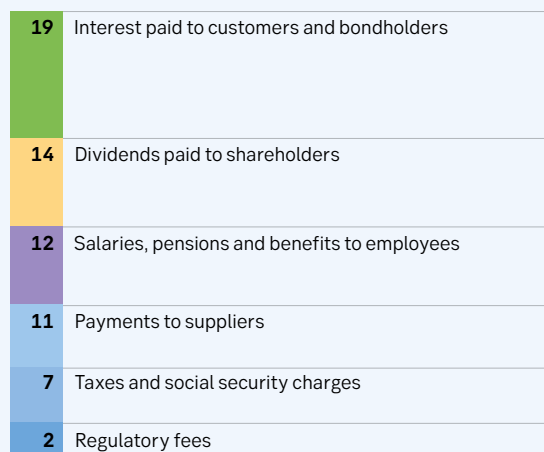 19 Interest paid to customers and bondholders
14 Dividends paid to shareholders
12 Salaries, pensions and benefits to employees
11 Payments to suppliers
7 Taxes and social security charges
2 Regulatory fees